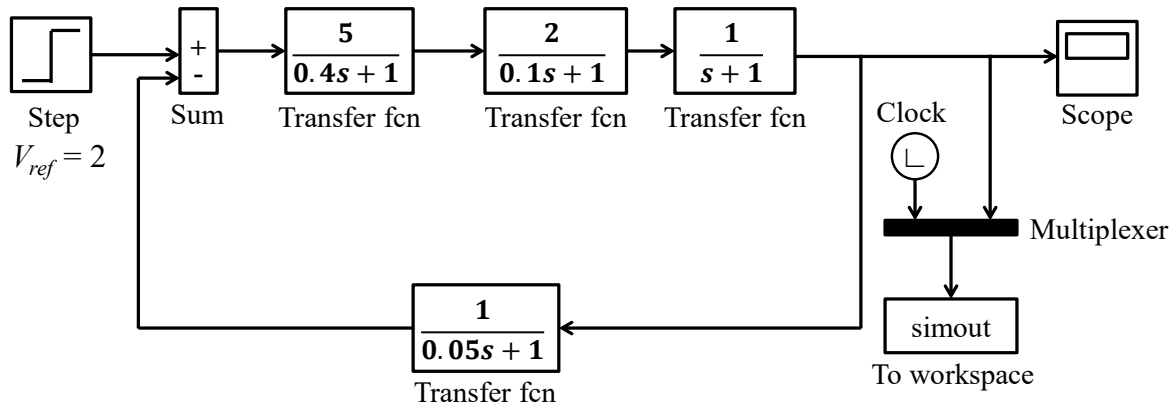 Step
V_ref = 2
+
-
Sum
5
0.4s + 1
Transfer fcn
2
0.1s + 1
Transfer fcn
1
s + 1
Transfer fcn
Scope
Clock
Multiplexer
simout
To workspace
1
0.05s + 1
Transfer fcn